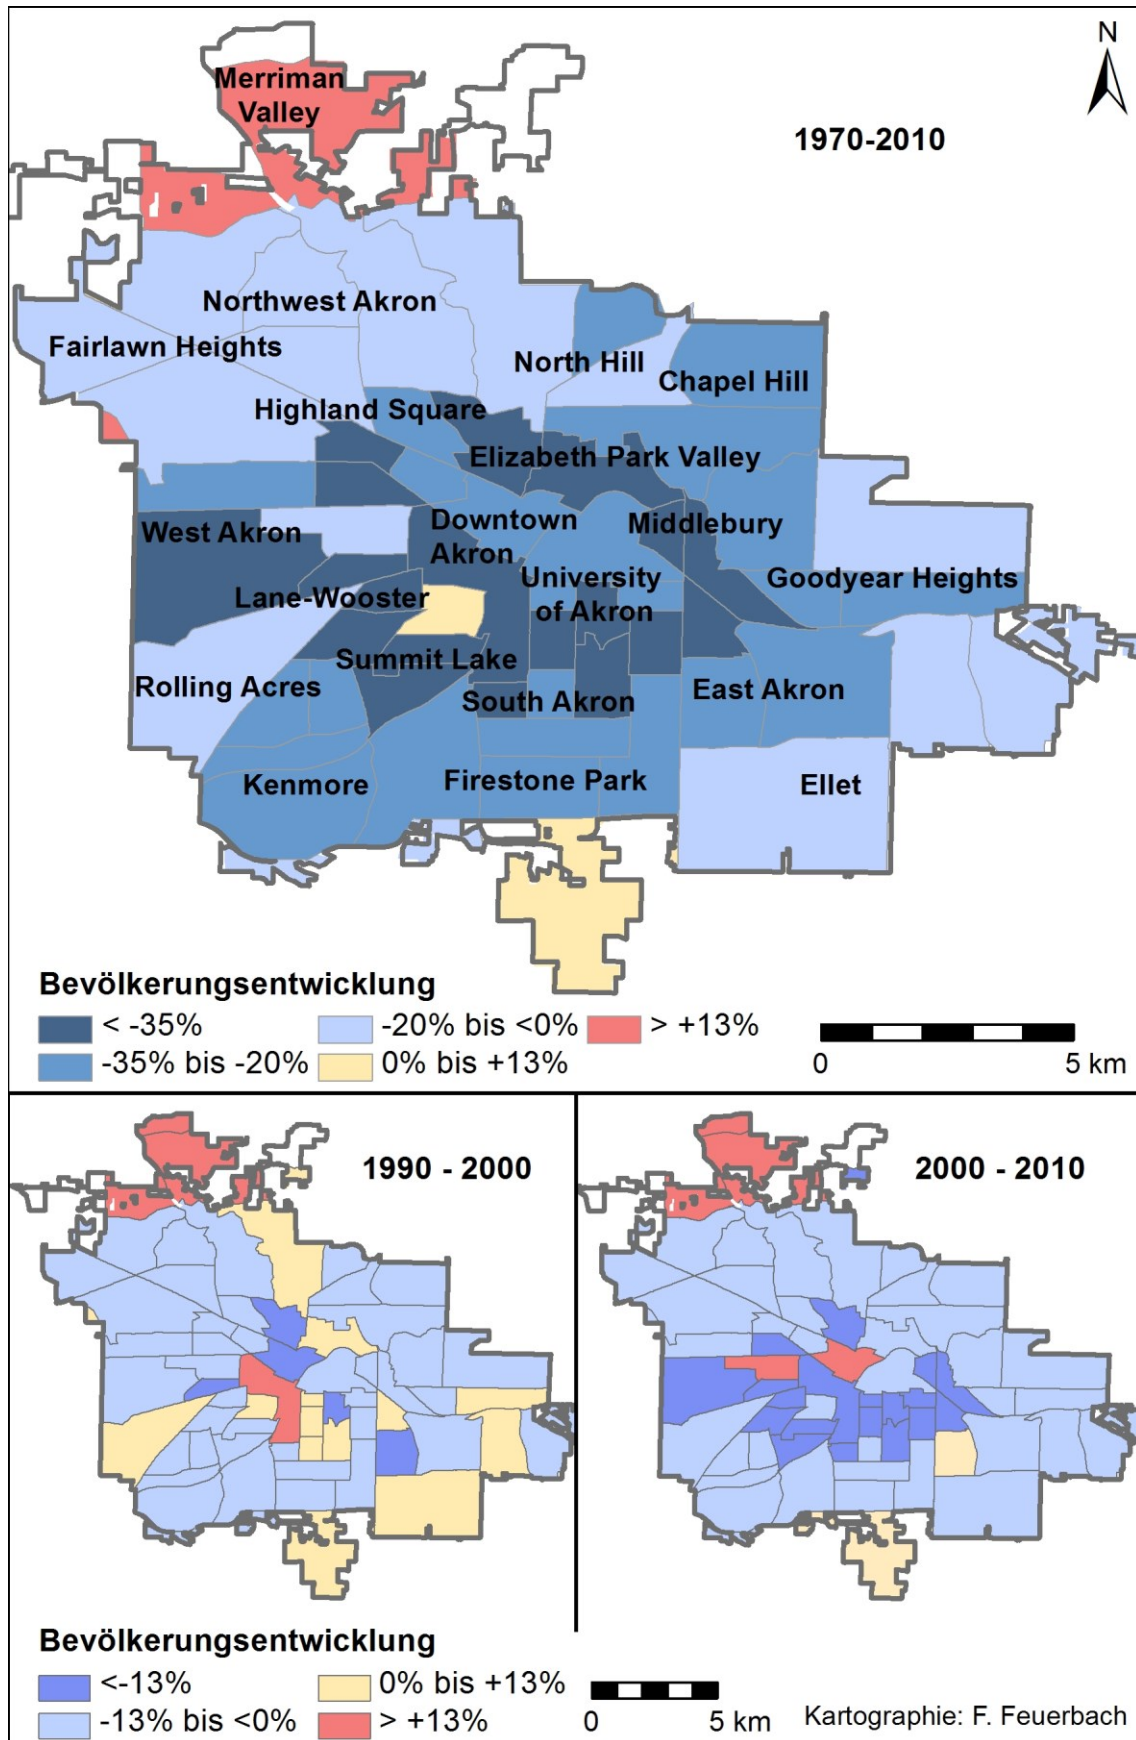 N
Merriman
Valley
1970-2010
Northwest Akron
Fairlawn Heights
North Hill
Chapel Hill
Highland Square
Elizabeth Park Valley
Downtown
Akron
Middlebury
West Akron
University
of Akron
Goodyear Heights
Lane-Wooster
Summit Lake
Rolling Acres
South Akron
East Akron
Kenmore
Firestone Park
Ellet
Bevölkerungsentwicklung
< -35%
-20% bis <0%
> +13%
-35% bis -20%
0% bis +13%
0
5 km
1990 - 2000
2000 - 2010
Bevölkerungsentwicklung
<-13%
0% bis +13%
-13% bis <0%
> +13%
0
5 km
Kartographie: F. Feuerbach